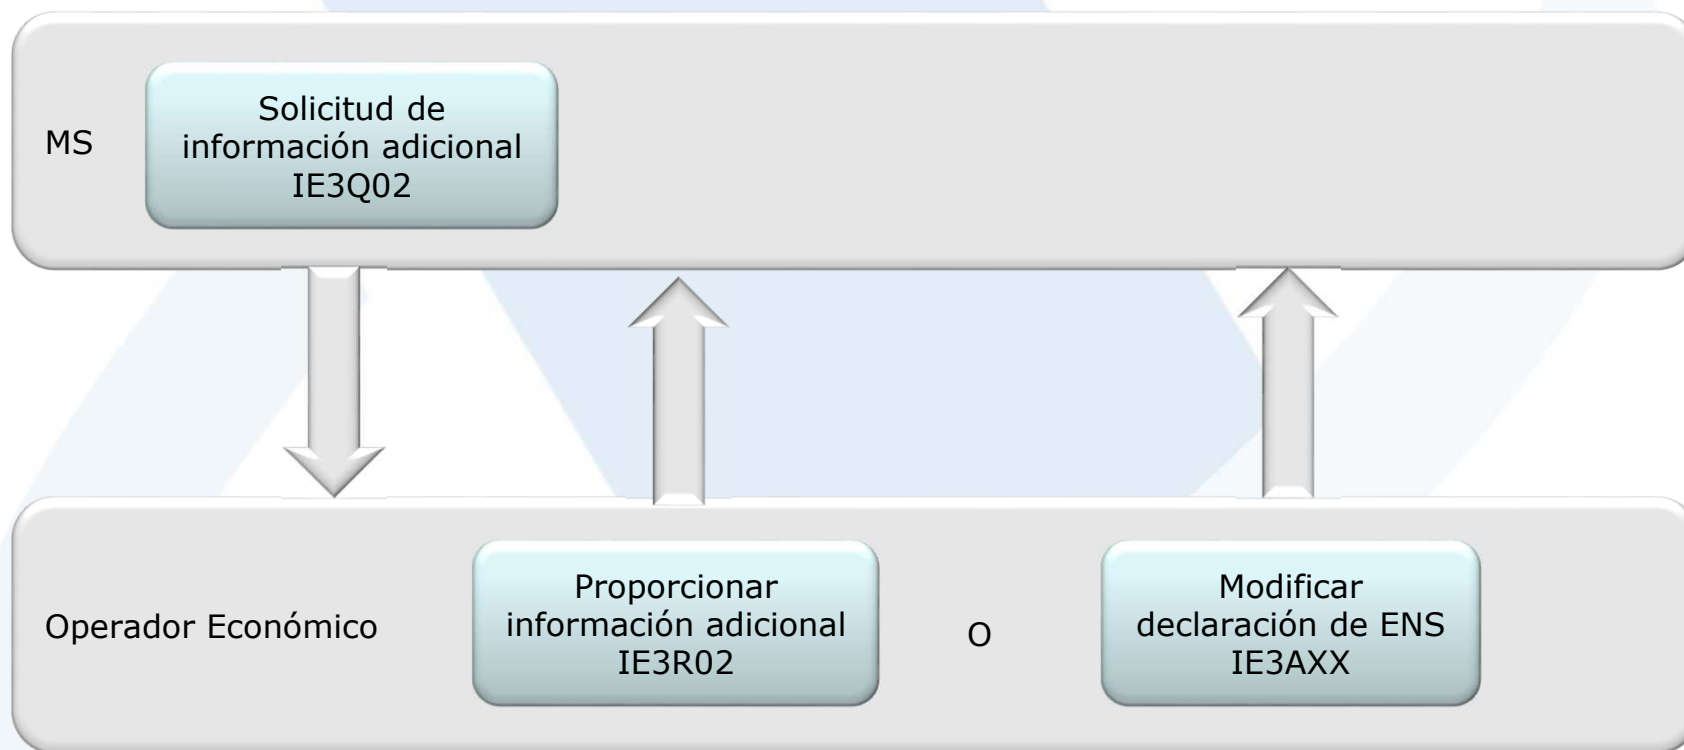 MS
Solicitud de
información adicional
IE3Q02
Operador Económico
Proporcionar
información adicional
IE3R02
O
Modificar
declaración de ENS
IE3AXX